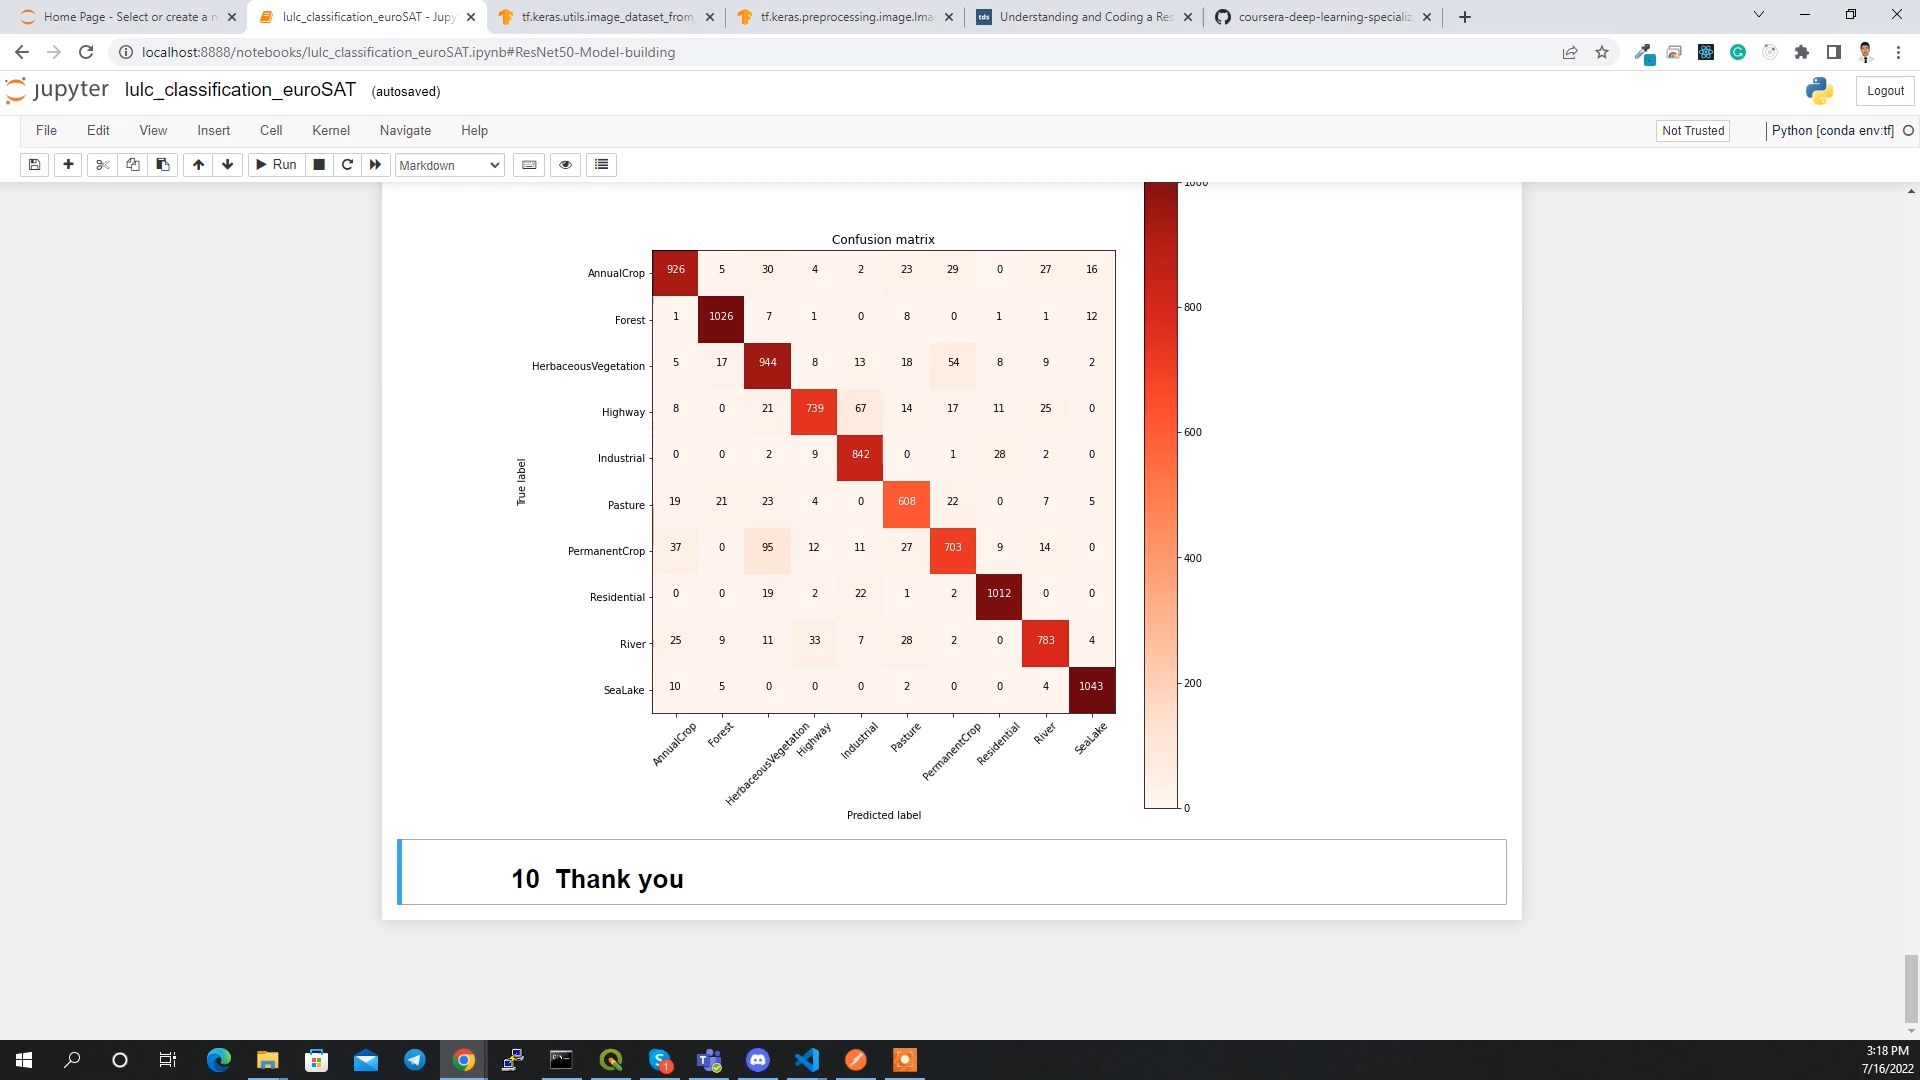 Home Page - Select or create a n
lulc_classification_euroSAT - Jupy
tf.keras.utils.image_dataset_from
tf.keras.preprocessing.image.Ima
Understanding and Coding a Res
coursera-deep-learning-specializ
localhost:8888/notebooks/lulc_classification_euroSAT.ipynb#ResNet50-Model-building
jupyter lulc_classification_euroSAT (autosaved)
Logout
File Edit View Insert Cell Kernel Navigate Help
Not Trusted
Python [conda env:tf]
Run
Markdown
1000
Confusion matrix
AnnualCrop 926 5 30 4 2 23 29 0 27 16
Forest 1 1026 7 1 0 8 0 1 1 12
HerbaceousVegetation 5 17 944 8 13 18 54 8 9 2
Highway 8 0 21 739 67 14 17 11 25 0
Industrial 0 0 2 9 842 0 1 28 2 0
Pasture 19 21 23 4 0 608 22 0 7 5
PermanentCrop 37 0 95 12 11 27 703 9 14 0
Residential 0 0 19 2 22 1 2 1012 0 0
River 25 9 11 33 7 28 2 0 783 4
SeaLake 10 5 0 0 0 2 0 0 4 1043
True label
AnnualCrop Forest HerbaceousVegetation Highway Industrial Pasture PermanentCrop Residential River SeaLake
Predicted label
800
600
400
200
0
10 Thank you
3:18 PM
7/16/2022